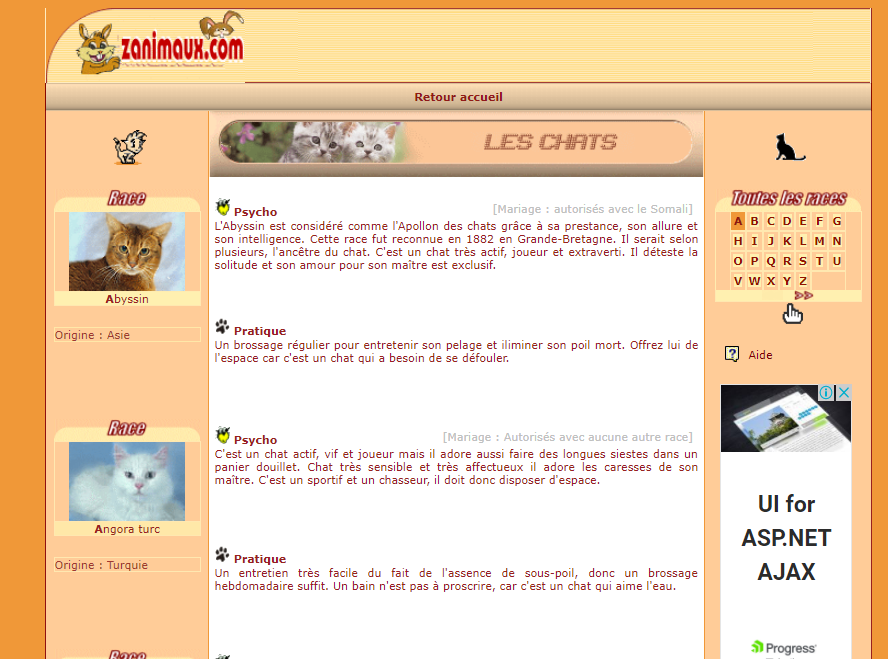 zanimaux.com
Retour accueil
LES CHATS
Race
Abyssin
Origine : Asie
Psycho
[Mariage : autorisés avec le Somali]
L'Abyssin est considéré comme l'Apollon des chats grâce à sa prestance, son allure et
son intelligence. Cette race fut reconnue en 1882 en Grande-Bretagne. Il serait selon
plusieurs, l'ancêtre du chat. C'est un chat très actif, joueur et extraverti. Il déteste la
solitude et son amour pour son maître est exclusif.
Pratique
Un brossage régulier pour entretenir son pelage et iliminer son poil mort. Offrez lui de
l'espace car c'est un chat qui a besoin de se défouler.
Race
Angora turc
Origine : Turquie
Psycho
[Mariage : Autorisés avec aucune autre race]
C'est un chat actif, vif et joueur mais il adore aussi faire des longues siestes dans un
panier douillet. Chat très sensible et très affectueux il adore les caresses de son
maître. C'est un sportif et un chasseur, il doit donc disposer d'espace.
Pratique
Un entretien très facile du fait de l'assence de sous-poil, donc un brossage
hebdomadaire suffit. Un bain n'est pas à proscrire, car c'est un chat qui aime l'eau.
Race
Toutes les races
A B C D E F G
H I J K L M N
O P Q R S T U
V W X Y Z
Aide
UI for
ASP.NET
AJAX
Progress